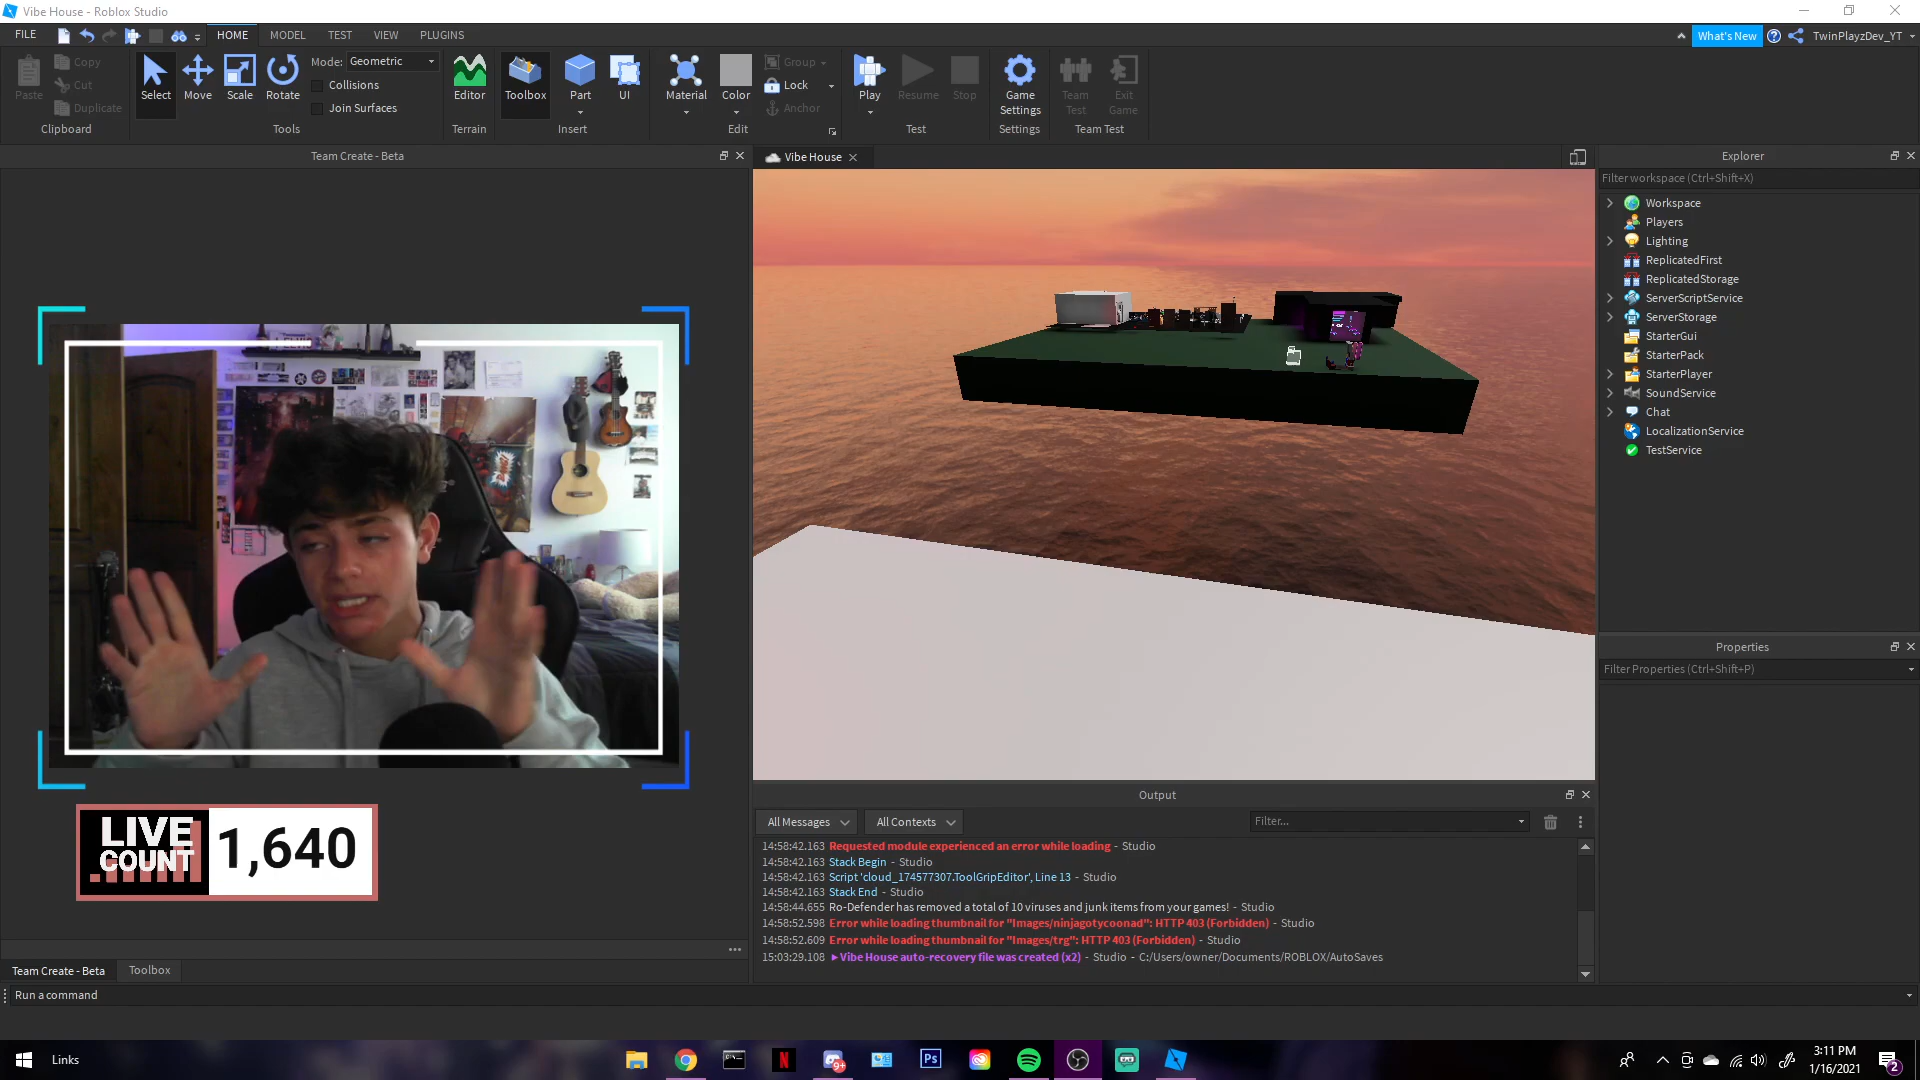 Vibe House - Roblox Studio
FILE
HOME
MODEL
TEST
VIEW
PLUGINS
What's New
TwinPlayzDev_YT
Paste
Copy
Cut
Duplicate
Clipboard
Select
Move
Scale
Rotate
Mode:
Geometric
Collisions
Join Surfaces
Tools
Editor
Terrain
Toolbox
Part
UI
Insert
Material
Color
Group
Lock
Anchor
Edit
Play
Resume
Stop
Test
Game
Settings
Settings
Team
Test
Exit
Game
Team Test
Team Create - Beta
Vibe House
Explorer
Filter workspace (Ctrl+Shift+X)
Workspace
Players
Lighting
ReplicatedFirst
ReplicatedStorage
ServerScriptService
ServerStorage
StarterGui
StarterPack
StarterPlayer
SoundService
Chat
LocalizationService
TestService
Properties
Filter Properties (Ctrl+Shift+P)
LIVE
COUNT
1,640
Output
All Messages
All Contexts
Filter...
14:58:42.163 Requested module experienced an error while loading - Studio
14:58:42.163 Stack Begin - Studio
14:58:42.163 Script 'cloud_174577307.ToolGripEditor', Line 13 - Studio
14:58:42.163 Stack End - Studio
14:58:44.655 Ro-Defender has removed a total of 10 viruses and junk items from your games! - Studio
14:58:52.598 Error while loading thumbnail for "Images/ninjagotycoonad": HTTP 403 (Forbidden) - Studio
14:58:52.609 Error while loading thumbnail for "Images/trg": HTTP 403 (Forbidden) - Studio
15:03:29.108 Vibe House auto-recovery file was created (x2) - Studio - C:/Users/owner/Documents/ROBLOX/AutoSaves
Team Create - Beta
Toolbox
Run a command
Links
N
9+
Ps
3:11 PM
1/16/2021
2